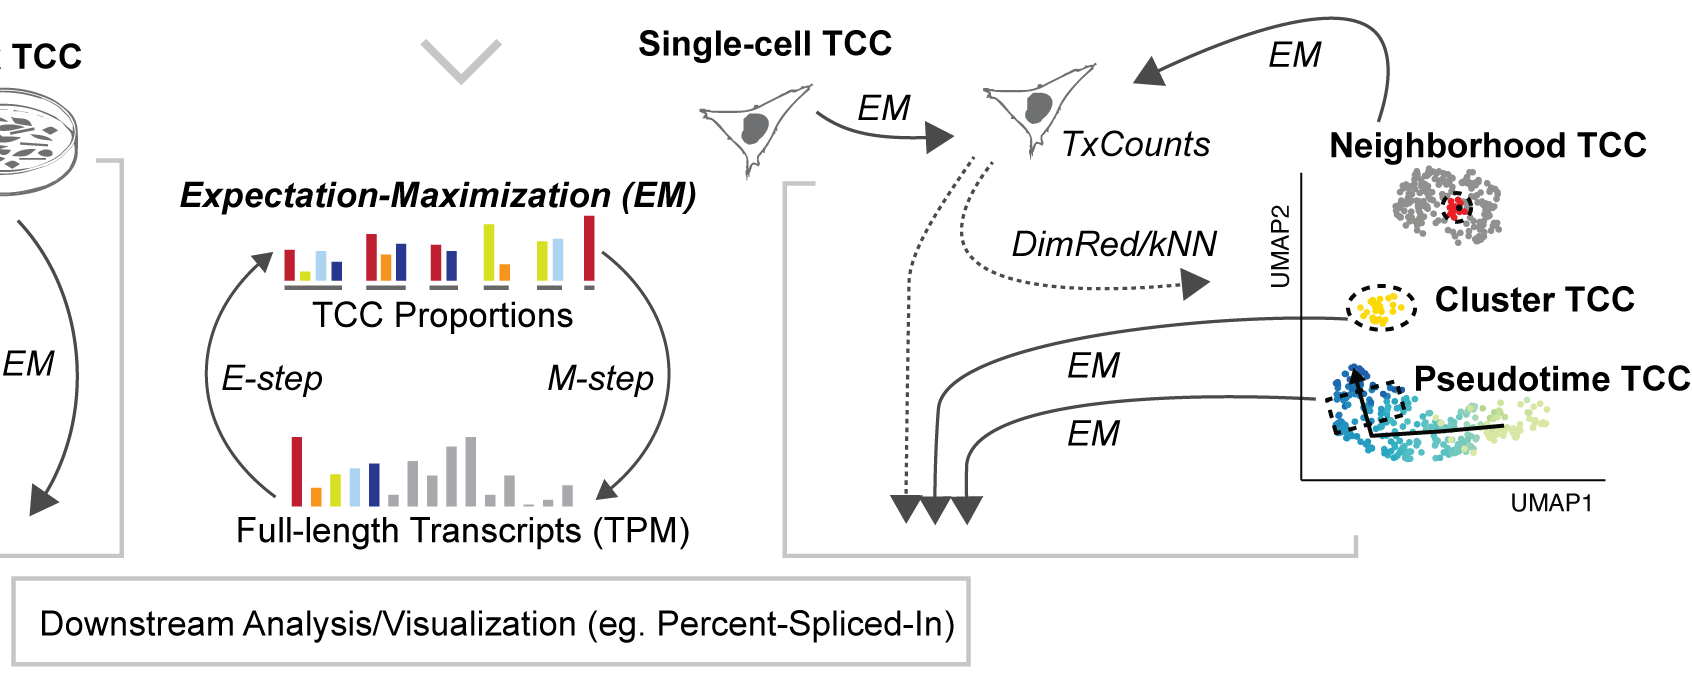 TCC
EM
Expectation-Maximization (EM)
TCC Proportions
E-step
M-step
Full-length Transcripts (TPM)
Single-cell TCC
EM
TxCounts
EM
Neighborhood TCC
DimRed/kNN
UMAP2
Cluster TCC
EM
Pseudotime TCC
EM
UMAP1
Downstream Analysis/Visualization (eg. Percent-Spliced-In)